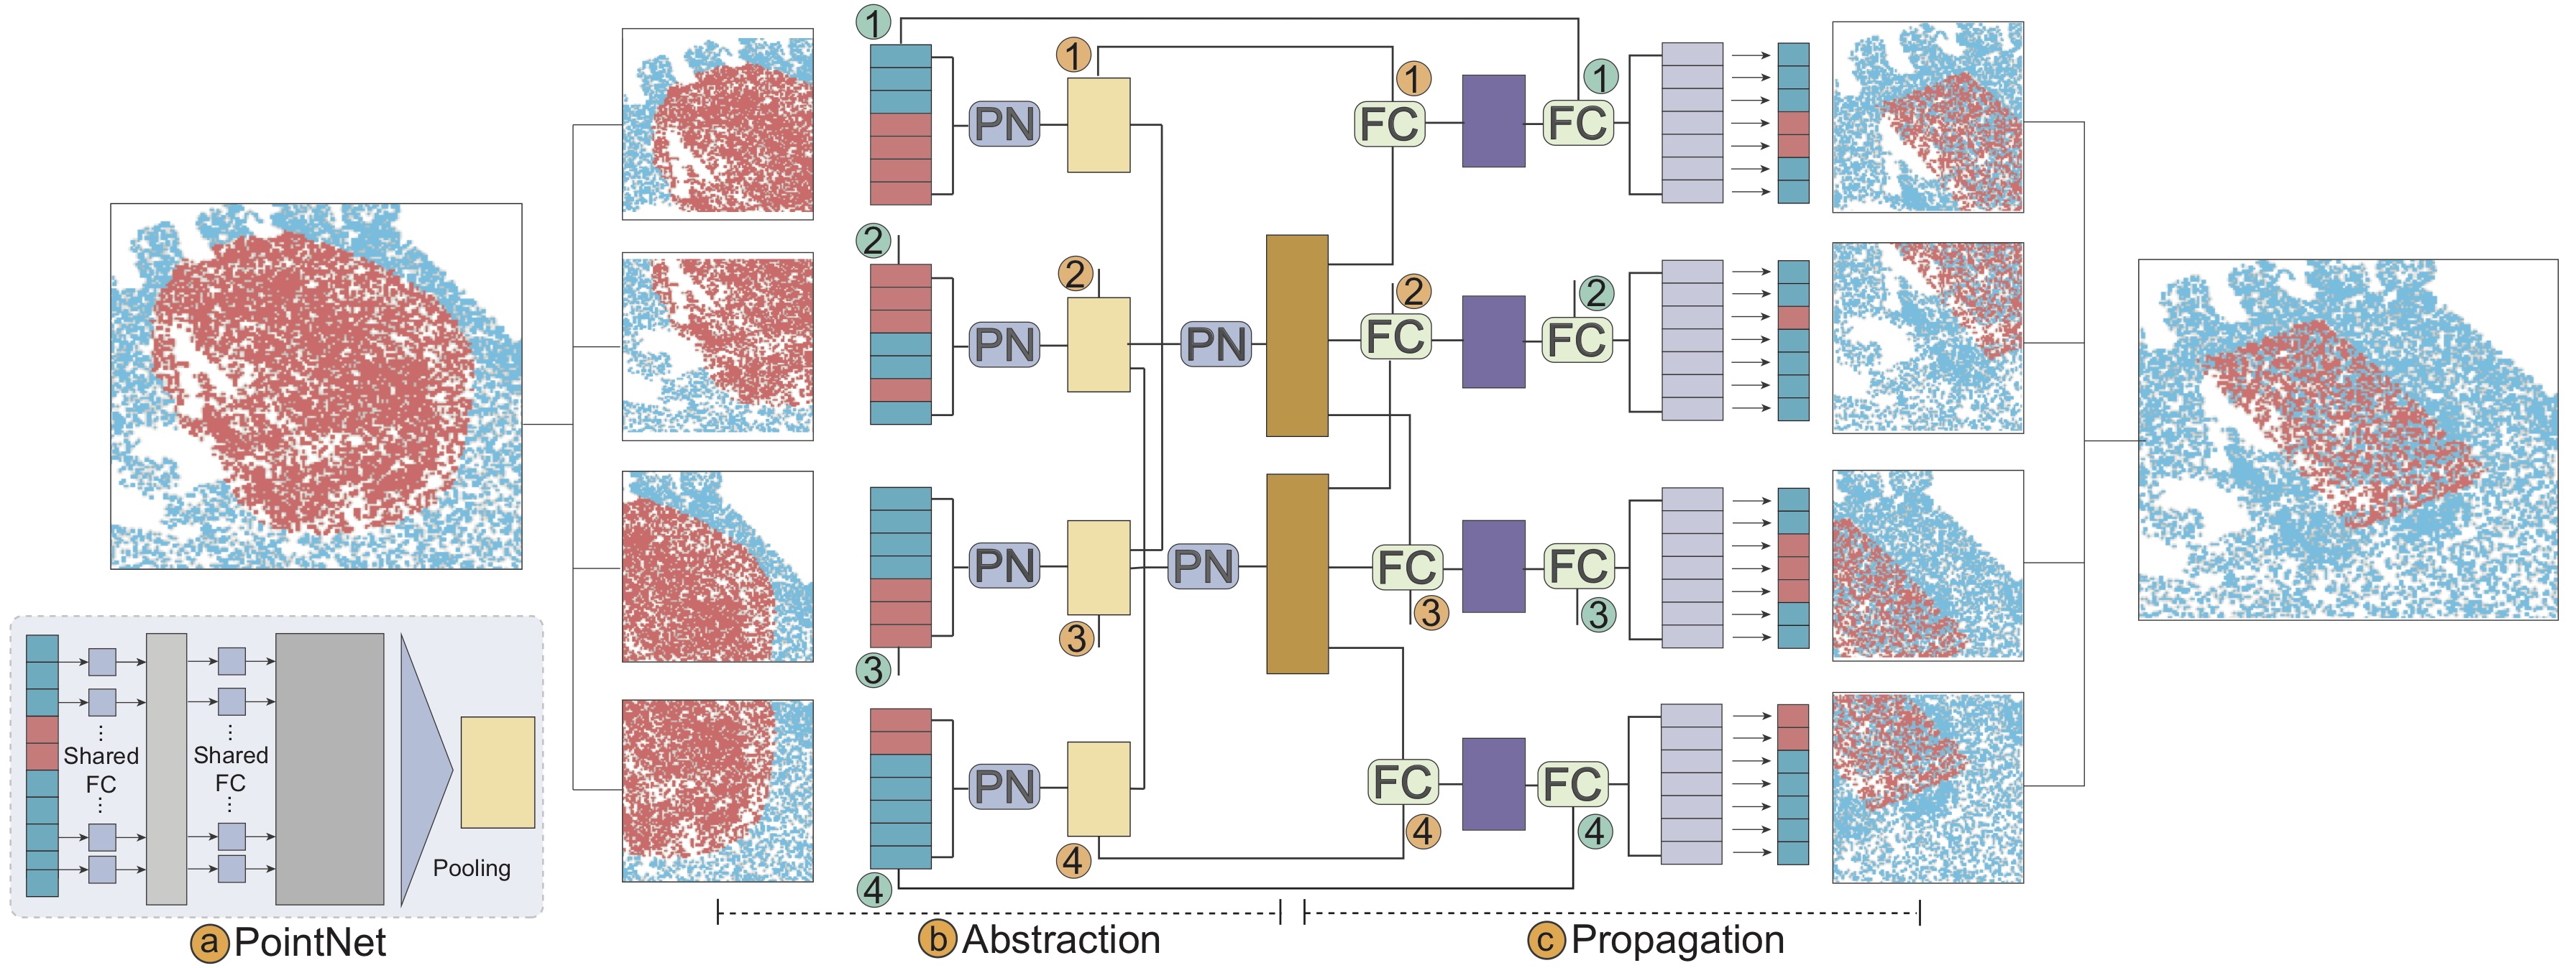 1
1
1
1
PN
FC
FC
2
2
2
2
PN
PN
FC
FC
PN
PN
FC
FC
3
3
3
3
PN
FC
FC
4
4
4
4
Shared
FC
Shared
FC
Pooling
a PointNet
b Abstraction
c Propagation